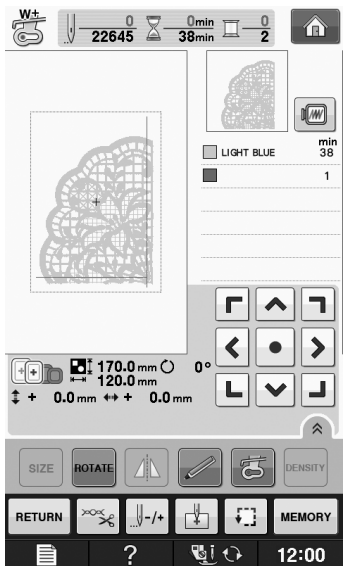 W+
0 0min 0
22645 38min 2
min
LIGHT BLUE 38
1
170.0 mm 0°
120.0 mm
+ 0.0 mm + 0.0 mm
SIZE ROTATE DENSITY
RETURN -/+ MEMORY
? 12:00